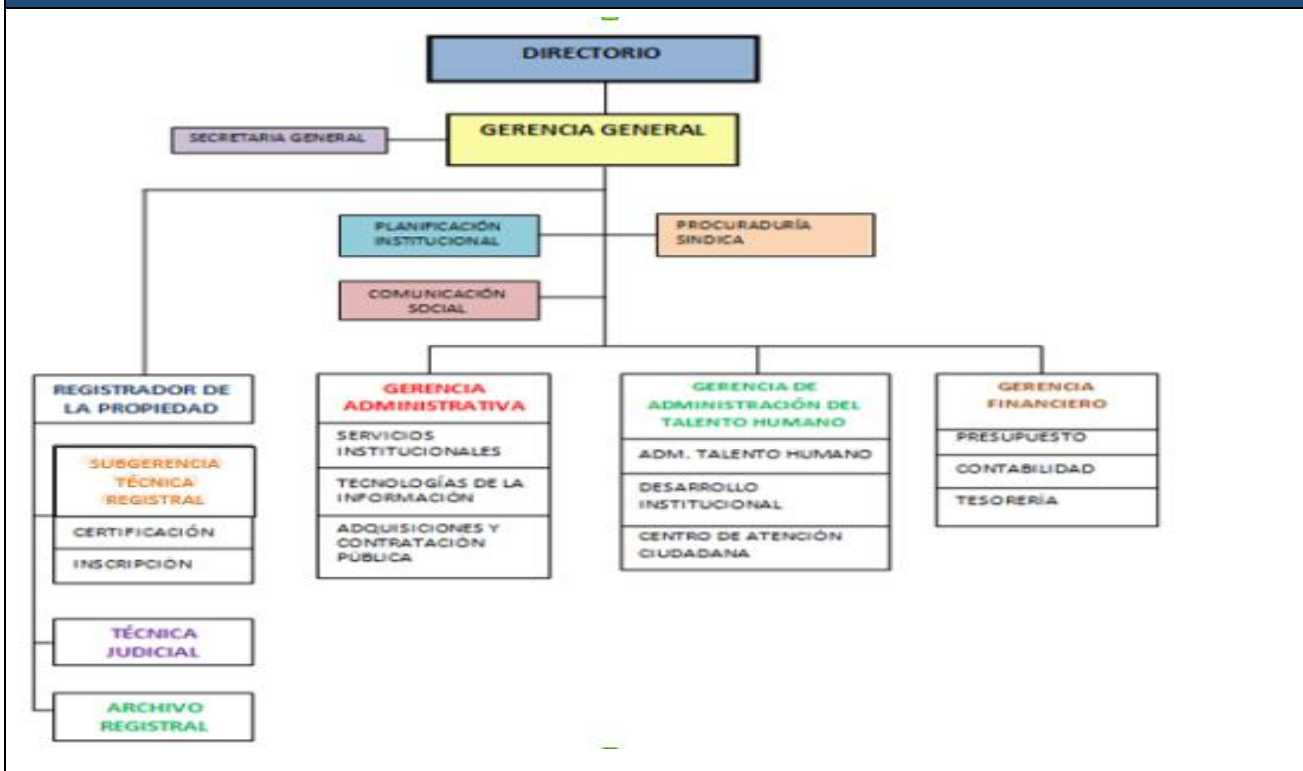 DIRECTORIO
GERENCIA GENERAL
SECRETARIA GENERAL
PLANIFICACIÓN
INSTITUCIONAL
PROCURADURÍA
SINDICA
COMUNICACIÓN
SOCIAL
REGISTRADOR DE
LA PROPIEDAD
SUBGERENCIA
TÉCNICA
REGISTRAL
CERTIFICACIÓN
INSCRIPCIÓN
TÉCNICA
JUDICIAL
ARCHIVO
REGISTRAL
GERENCIA
ADMINISTRATIVA
SERVICIOS
INSTITUCIONALES
TECNOLOGÍAS DE LA
INFORMACIÓN
ADQUISICIONES Y
CONTRATACIÓN
PÚBLICA
GERENCIA DE
ADMINISTRACIÓN DEL
TALENTO HUMANO
ADM. TALENTO HUMANO
DESARROLLO
INSTITUCIONAL
CENTRO DE ATENCIÓN
CIUDADANA
GERENCIA
FINANCIERO
PRESUPUESTO
CONTABILIDAD
TESORERÍA